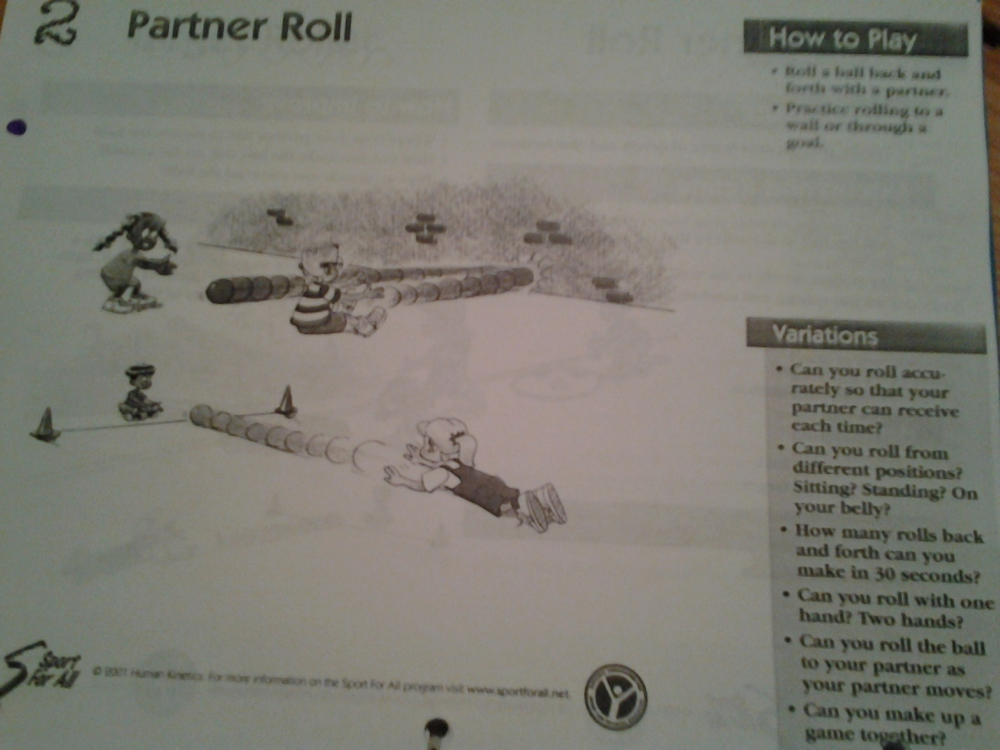 2 Partner Roll
How to Play
• Roll a ball back and
forth with a partner.
• Practice rolling to a
wall or through a
goal.
Variations
• Can you roll accu-
rately so that your
partner can receive
each time?
• Can you roll from
different positions?
Sitting? Standing? On
your belly?
• How many rolls back
and forth can you
make in 30 seconds?
• Can you roll with one
hand? Two hands?
• Can you roll the ball
to your partner as
your partner moves?
• Can you make up a
game together?
Sport
For All
© 2001 Human Kinetics. For more information on the Sport For All program visit www.sportforall.net.